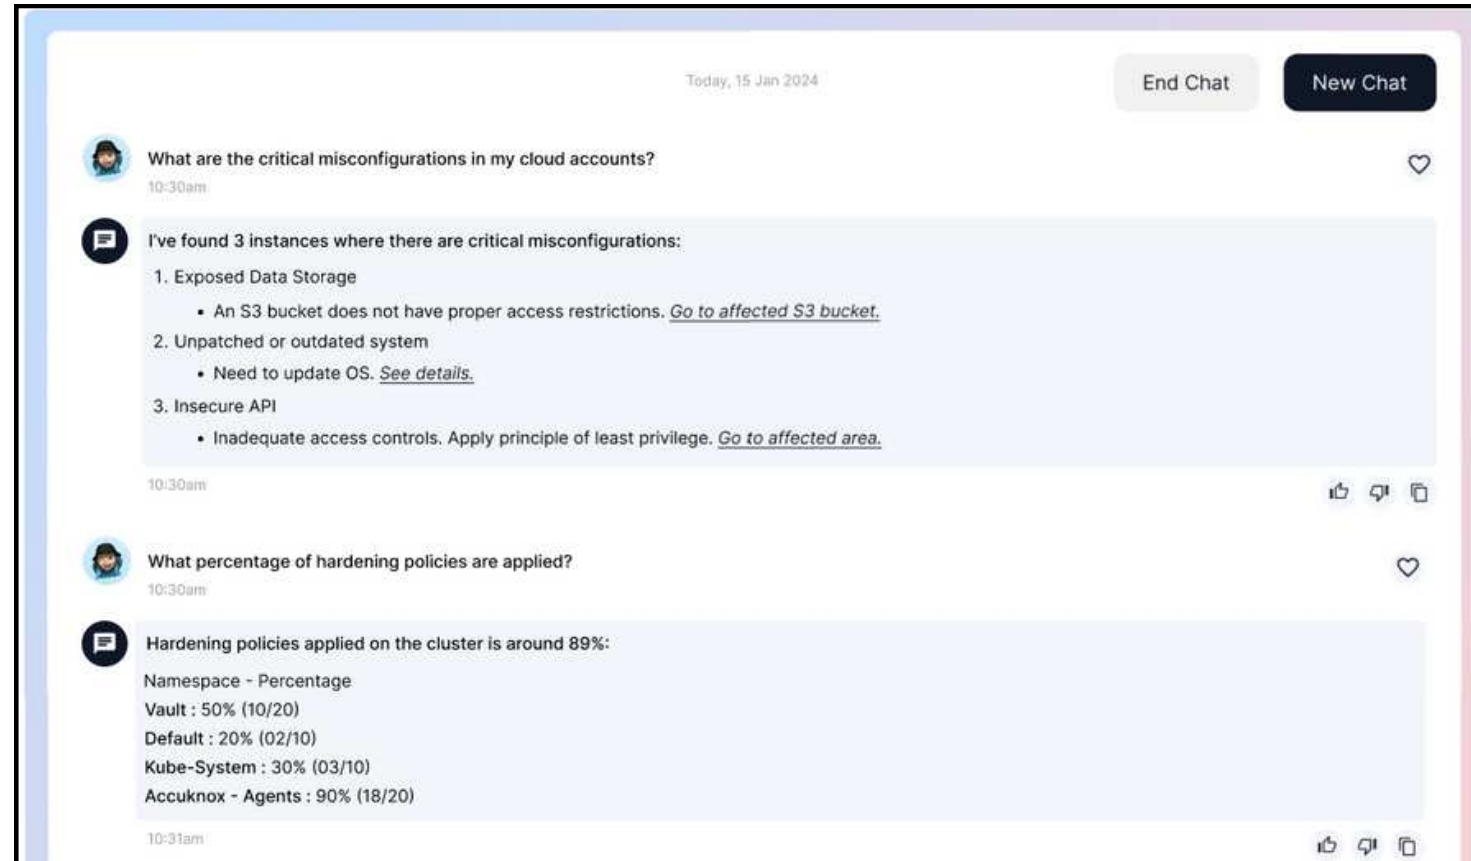 Today, 15 Jan 2024
End Chat
New Chat
What are the critical misconfigurations in my cloud accounts?
10:30am
I've found 3 instances where there are critical misconfigurations:
1. Exposed Data Storage
• An S3 bucket does not have proper access restrictions. Go to affected S3 bucket.
2. Unpatched or outdated system
• Need to update OS. See details.
3. Insecure API
• Inadequate access controls. Apply principle of least privilege. Go to affected area.
10:30am
What percentage of hardening policies are applied?
10:30am
Hardening policies applied on the cluster is around 89%:
Namespace - Percentage
Vault : 50% (10/20)
Default : 20% (02/10)
Kube-System : 30% (03/10)
Accuknox - Agents : 90% (18/20)
10:31am